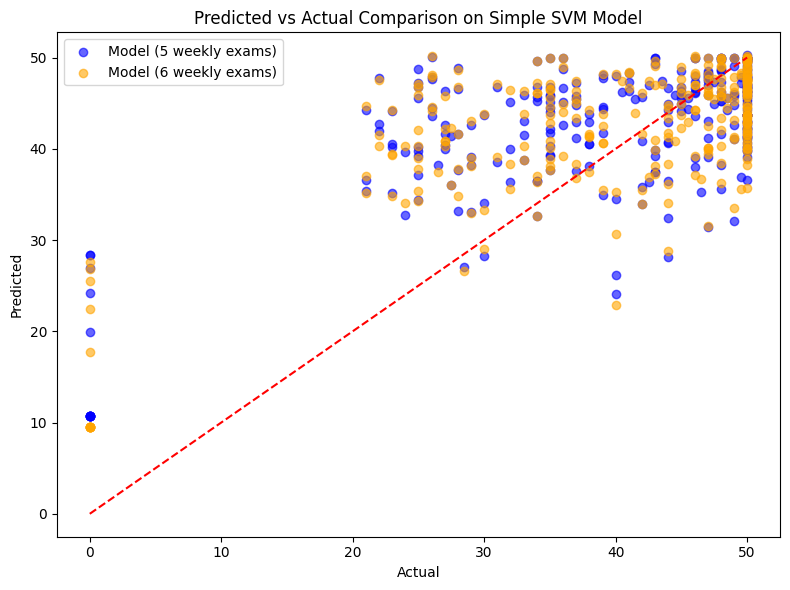 Predicted vs Actual Comparison on Simple SVM Model
Model (5 weekly exams)
Model (6 weekly exams)
50
40
30
20
10
0
Predicted
0 10 20 30 40 50
Actual